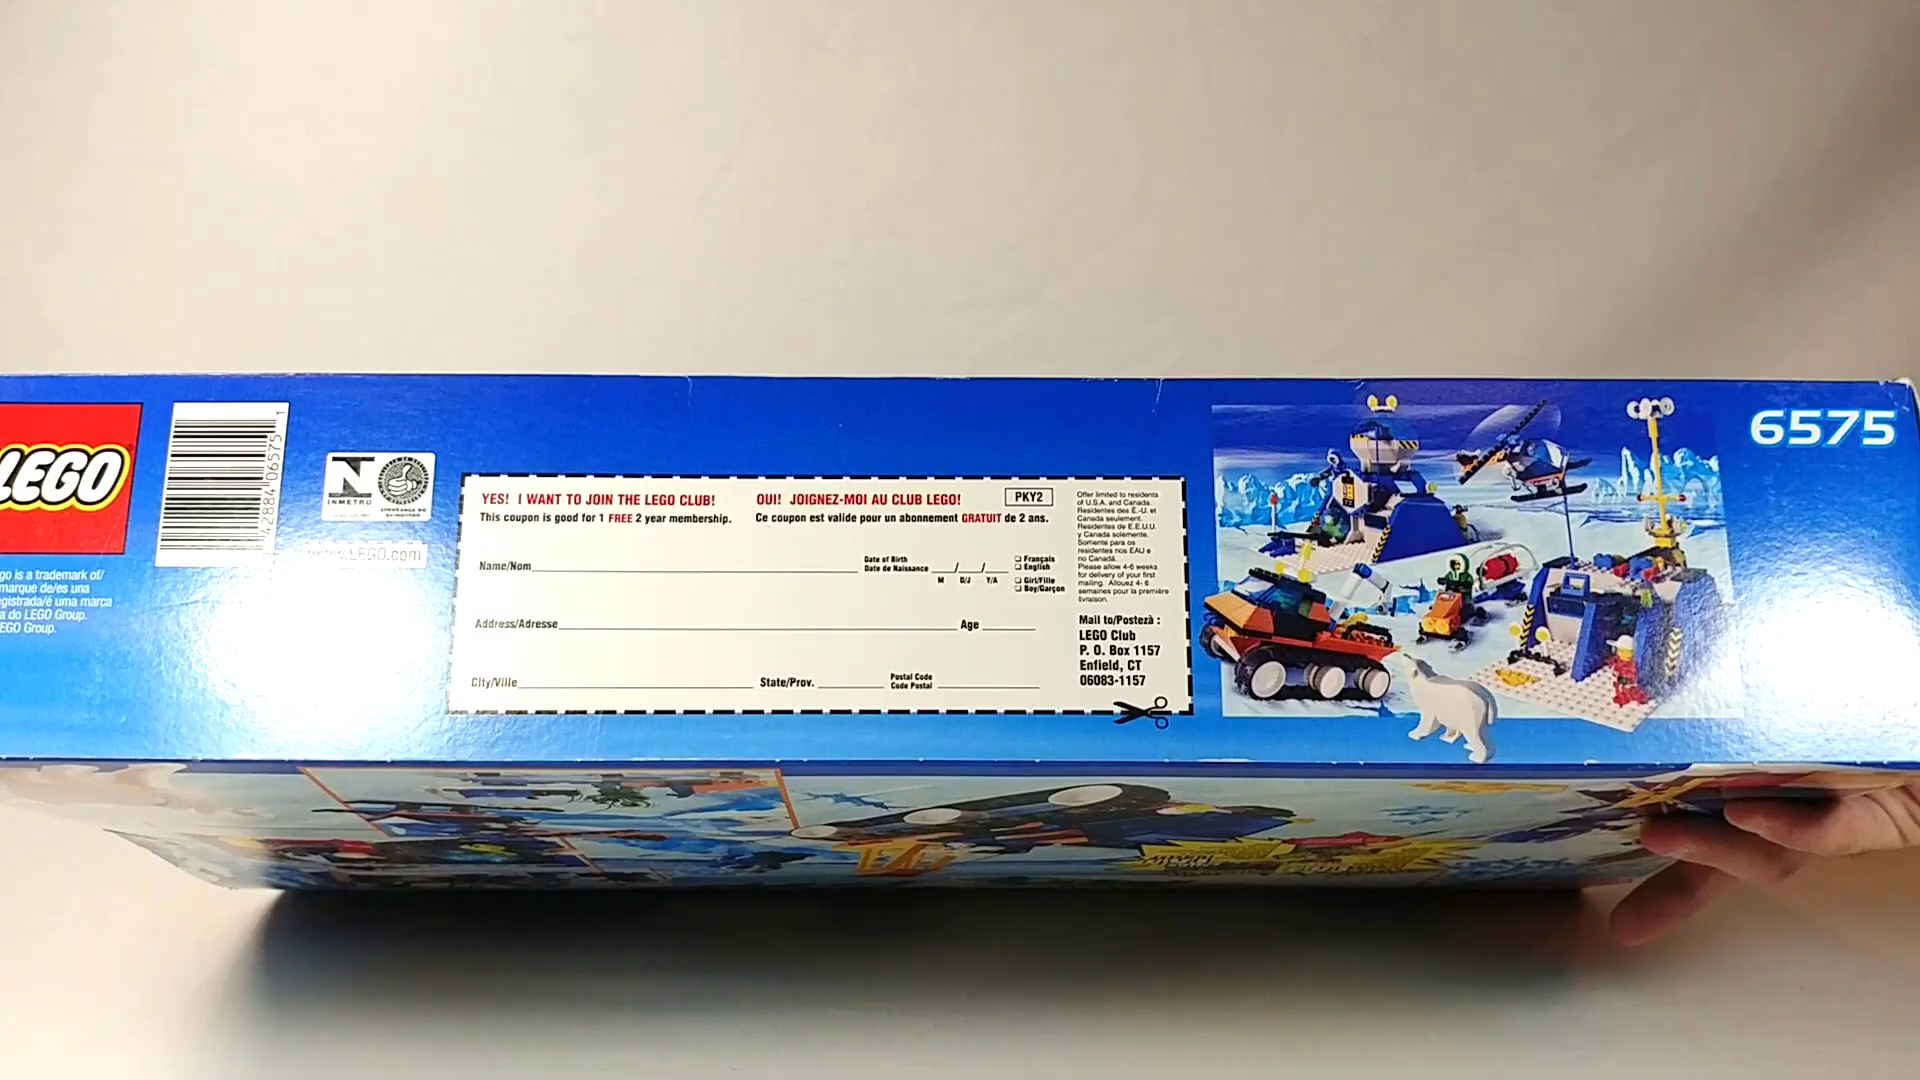 LEGO
42884 06575 1
N
INMETRO
www.LEGO.com
go is a trademark of/
marque de/es una
egistrada/é uma marca
a do LEGO Group.
EGO Group.
YES! I WANT TO JOIN THE LEGO CLUB!
This coupon is good for 1 FREE 2 year membership.
OUI! JOIGNEZ-MOI AU CLUB LEGO!
Ce coupon est valide pour un abonnement GRATUIT de 2 ans.
PKY2
Name/Nom
Date of Birth
Date de Naissance
M D/J Y/A
Français
English
Girl/Fille
Boy/Garçon
Address/Adresse
Age
City/Ville
State/Prov.
Postal Code
Code Postal
Offer limited to residents
of U.S.A. and Canada.
Residentes des E.-U. et
Canada seulement.
Residentes de E.E.U.U.
y Canada solemente.
Somente para os
residentes nos EAU e
no Canadá.
Please allow 4-6 weeks
for delivery of your first
mailing. Allouez 4- 6
semaines pour la première
livraison.
Mail to/Postezà :
LEGO Club
P. O. Box 1157
Enfield, CT
06083-1157
6575